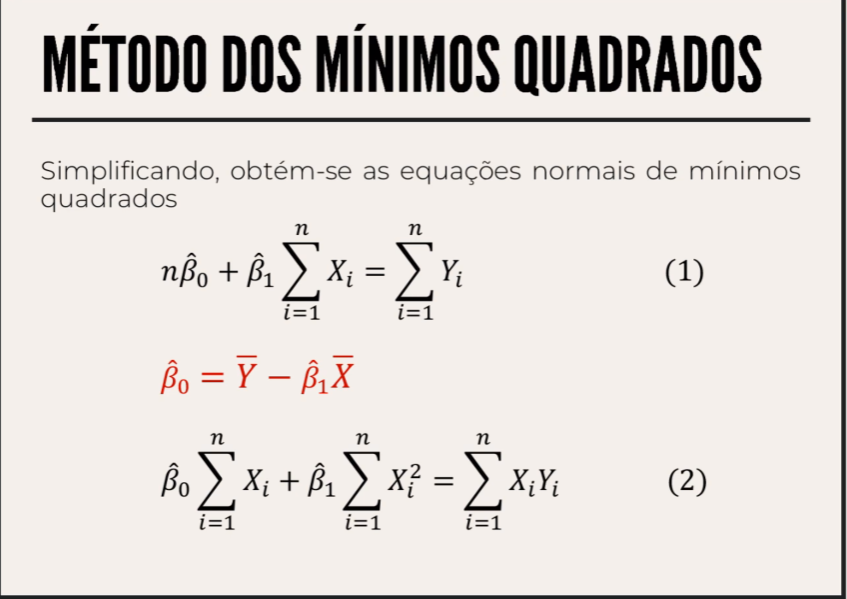 MÉTODO DOS MÍNIMOS QUADRADOS
Simplificando, obtém-se as equações normais de mínimos
quadrados
$n\hat{\beta}_0 + \hat{\beta}_1 \sum_{i=1}^{n} X_i = \sum_{i=1}^{n} Y_i$ (1)
$\hat{\beta}_0 = \overline{Y} - \hat{\beta}_1 \overline{X}$
$\hat{\beta}_0 \sum_{i=1}^{n} X_i + \hat{\beta}_1 \sum_{i=1}^{n} X_i^2 = \sum_{i=1}^{n} X_i Y_i$ (2)